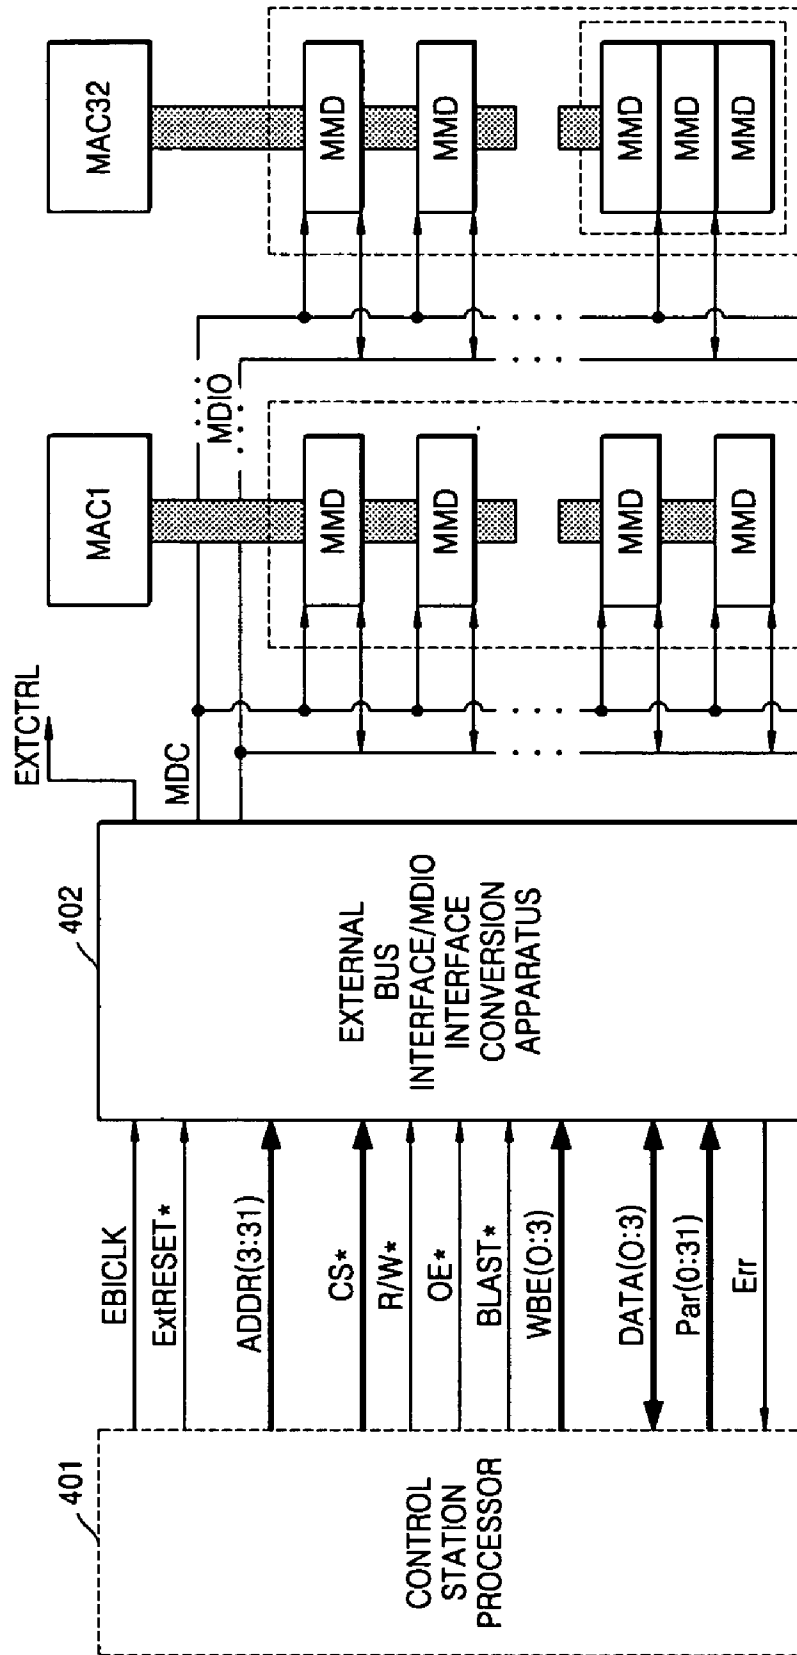 401
CONTROL
STATION
PROCESSOR
EBICLK
ExtRESET*
ADDR(3:31)
CS*
R/W*
OE*
BLAST*
WBE(0:3)
DATA(0:3)
Par(0:31)
Err
402
EXTERNAL
BUS
INTERFACE/MDIO
INTERFACE
CONVERSION
APPARATUS
EXTCTRL
MDC
MDIO
MAC1
MMD
MMD
MMD
MMD
MAC32
MMD
MMD
MMD
MMD
MMD